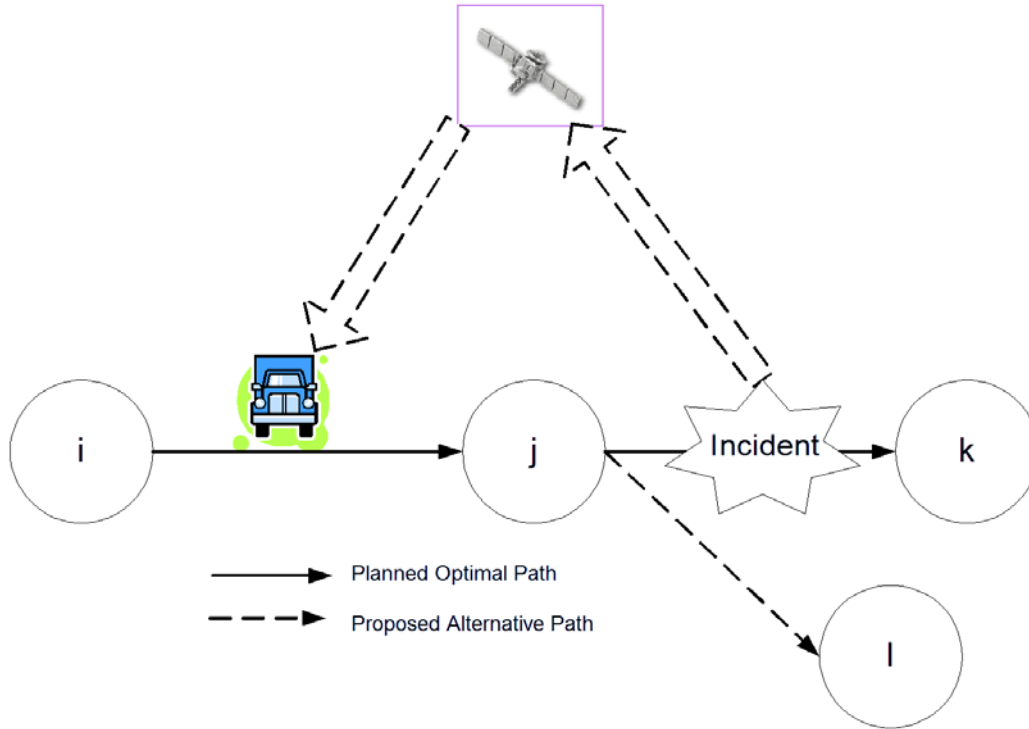 i
j
Incident
k
Planned Optimal Path
Proposed Alternative Path
l